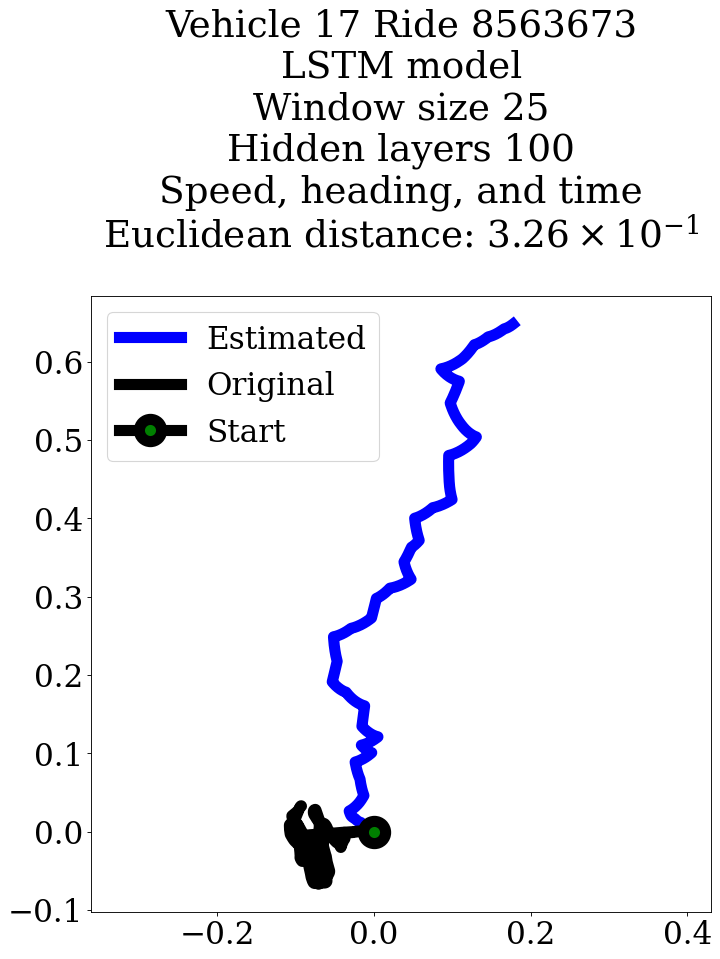 Vehicle 17 Ride 8563673
LSTM model
Window size 25
Hidden layers 100
Speed, heading, and time
Euclidean distance: 3.26 × 10⁻¹
Estimated
Original
Start
0.6
0.5
0.4
0.3
0.2
0.1
0.0
−0.1
−0.2 0.0 0.2 0.4